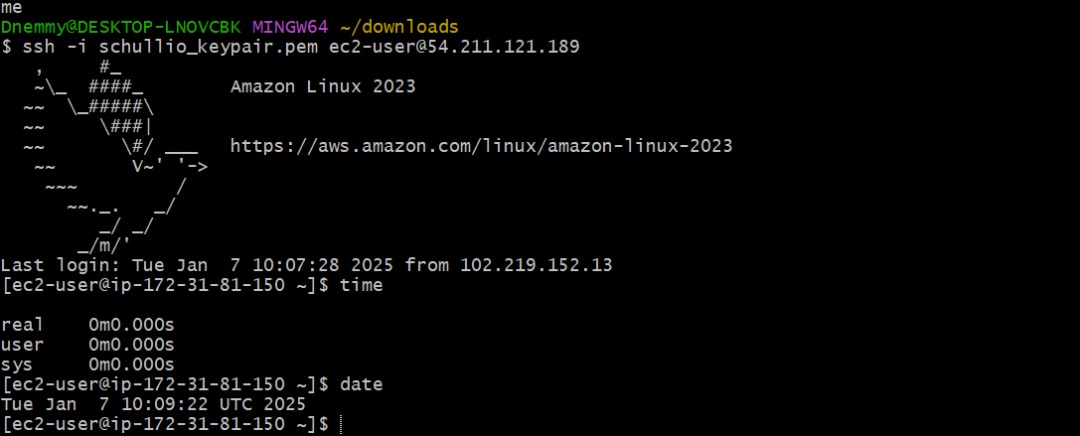 me
Dnemmy@DESKTOP-LNOVCBK MINGW64 ~/downloads
$ ssh -i schullio_keypair.pem ec2-user@54.211.121.189
   ,     #_
   ~\_  ####_        Amazon Linux 2023
  ~~  \_#####\
  ~~     \###|
  ~~       \#/ ___   https://aws.amazon.com/linux/amazon-linux-2023
   ~~       V~' '->
    ~~~         /
      ~~._.   _/
         _/ _/
       _/m/'
Last login: Tue Jan  7 10:07:28 2025 from 102.219.152.13
[ec2-user@ip-172-31-81-150 ~]$ time

real    0m0.000s
user    0m0.000s
sys     0m0.000s
[ec2-user@ip-172-31-81-150 ~]$ date
Tue Jan  7 10:09:22 UTC 2025
[ec2-user@ip-172-31-81-150 ~]$